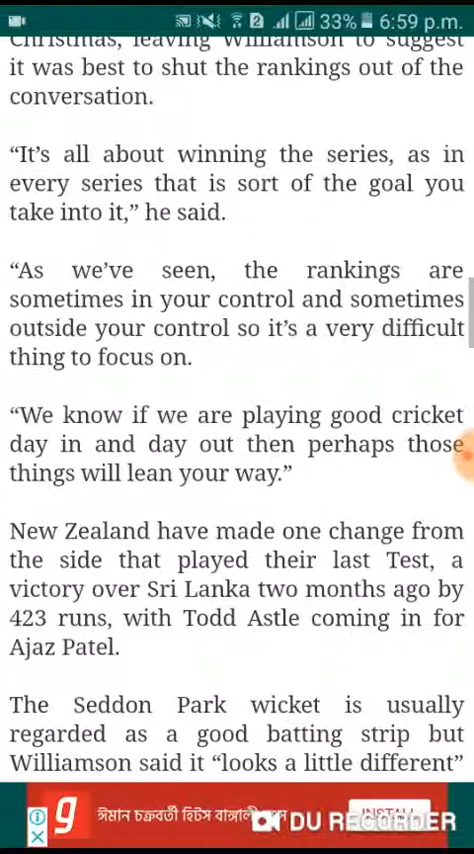 33% 6:59 p.m.
Christmas, leaving Williamson to suggest
it was best to shut the rankings out of the
conversation.
“It’s all about winning the series, as in
every series that is sort of the goal you
take into it,” he said.
“As we’ve seen, the rankings are
sometimes in your control and sometimes
outside your control so it’s a very difficult
thing to focus on.
“We know if we are playing good cricket
day in and day out then perhaps those
things will lean your way.”
New Zealand have made one change from
the side that played their last Test, a
victory over Sri Lanka two months ago by
423 runs, with Todd Astle coming in for
Ajaz Patel.
The Seddon Park wicket is usually
regarded as a good batting strip but
Williamson said it “looks a little different”
ঈমান চক্রবর্তী হিটস
DU RECORDER